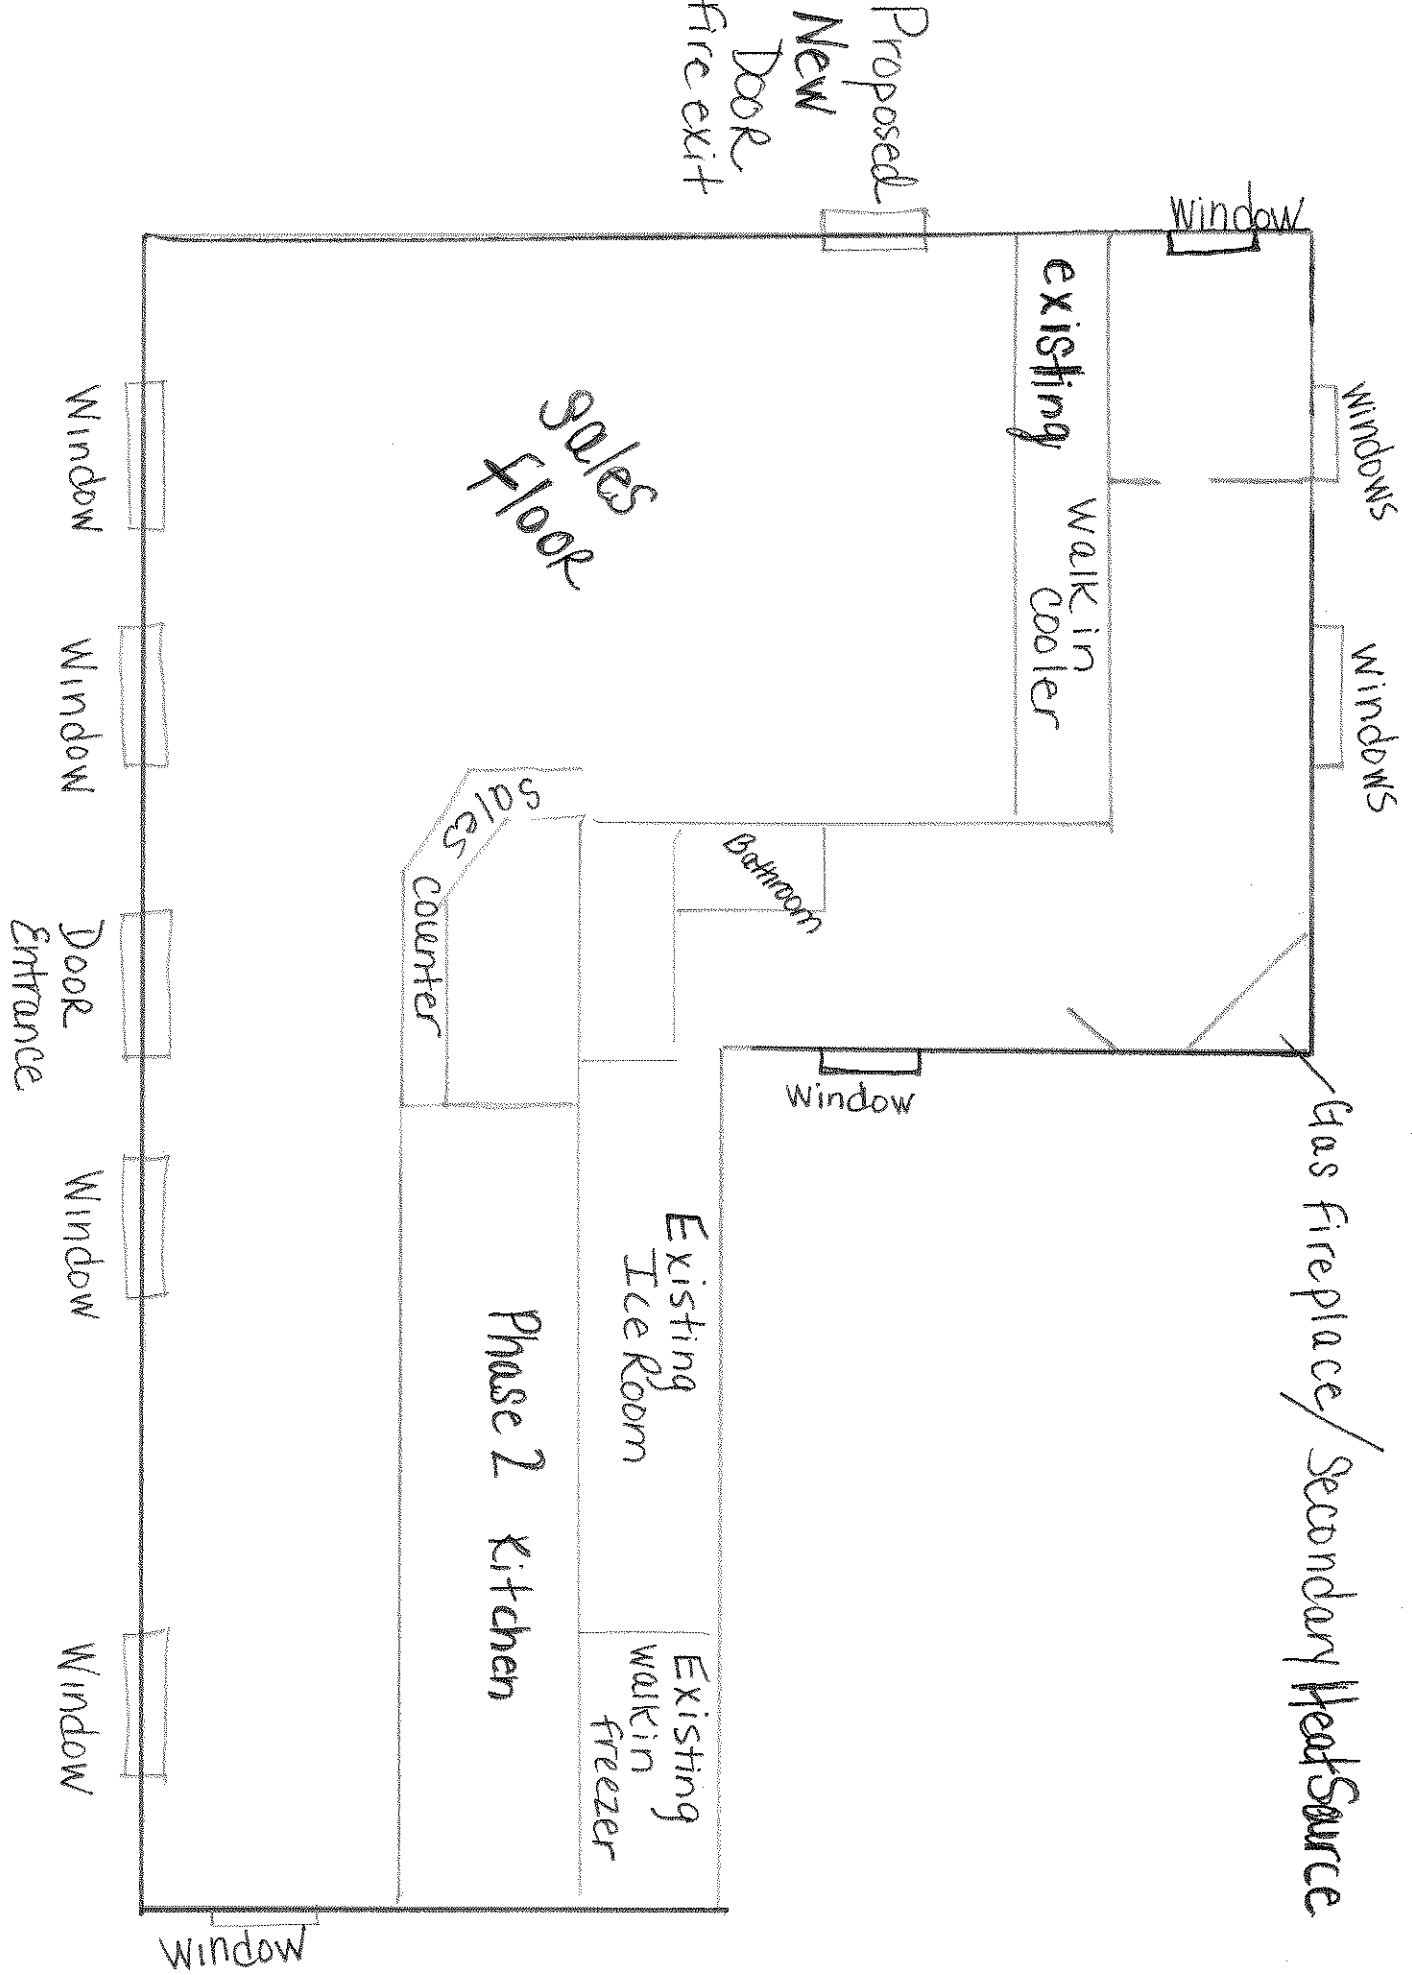 Proposed
New
Door
fire exit
Window
existing
walk in
cooler
Windows
Windows
Sales
floor
Window
Window
Sales
Counter
Bathroom
Door
Entrance
Window
Window
Window
Existing
Ice Room
Phase 2 Kitchen
Existing
walkin
freezer
Gas fireplace/Secondary Heat Source
Window
Window